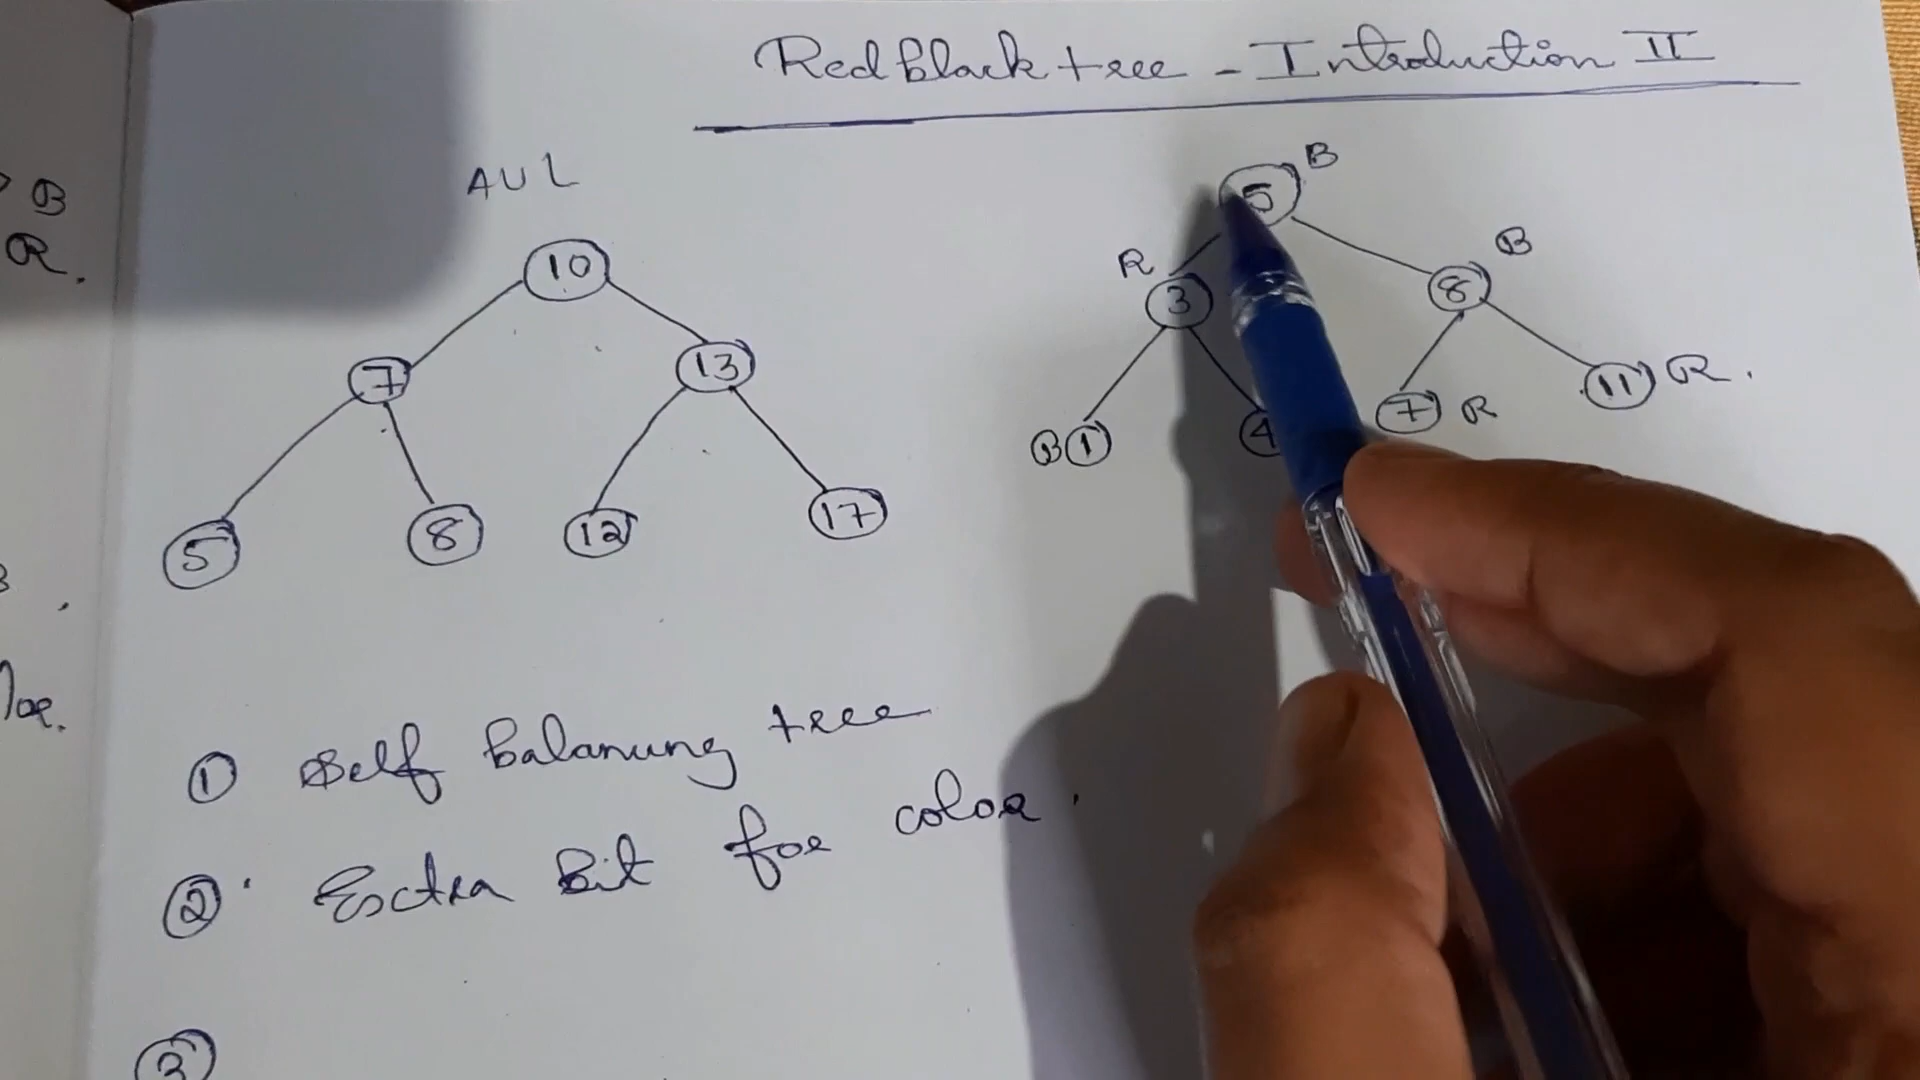 Red black tree - Introduction II
B
R.
AVL
10
7
13
5
8
12
17
B
5
R
B
3
8
B 1
4
7 R
11 R.
① Self balanung tree
② Extra bit for color.
③